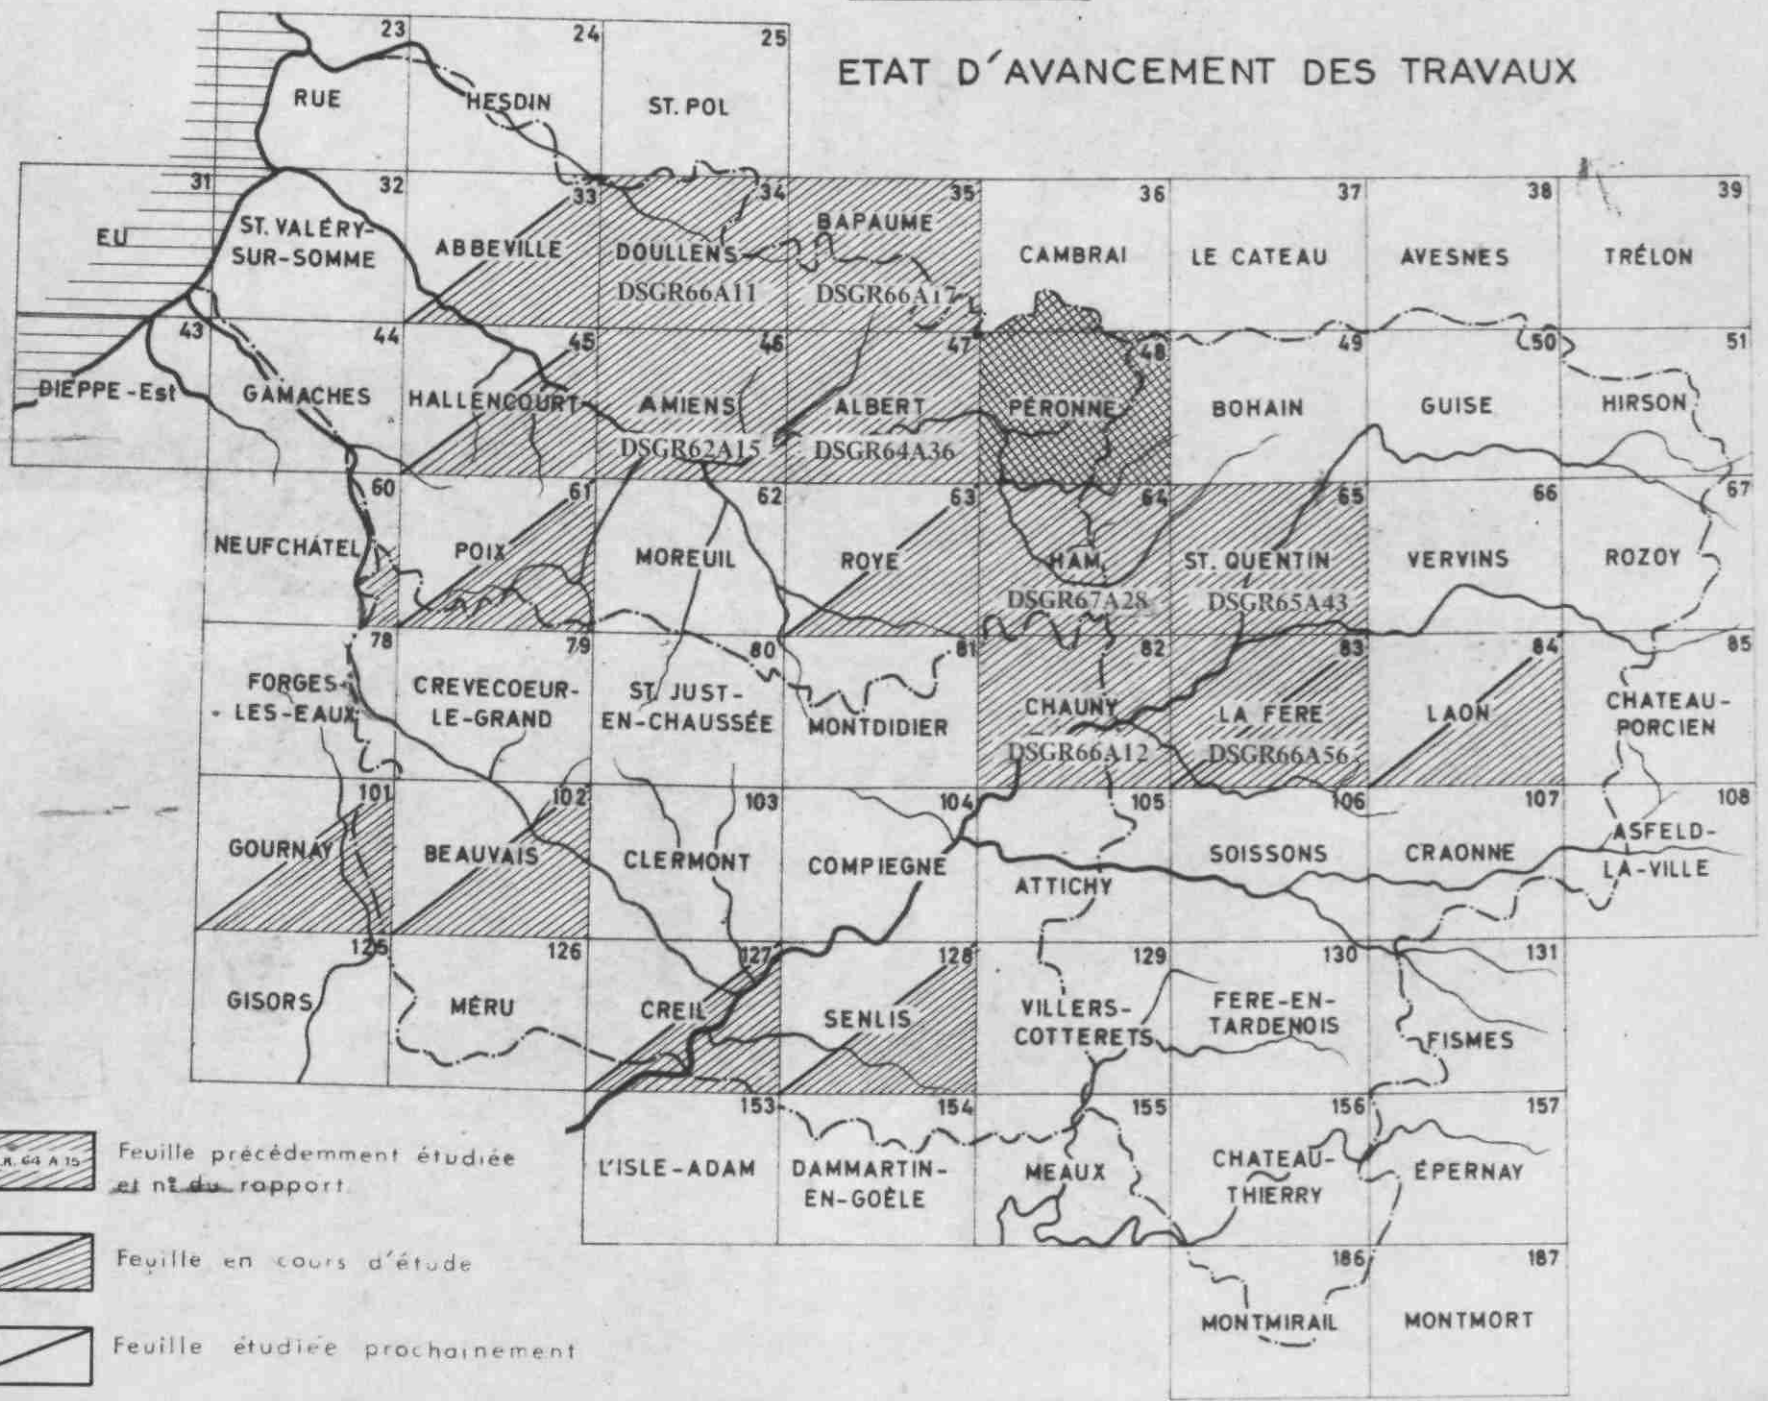 ETAT D'AVANCEMENT DES TRAVAUX
23
24
25
RUE
HESDIN
ST. POL
31
32
33
34
35
36
37
38
39
EU
ST. VALÉRY-
SUR-SOMME
ABBEVILLE
DOULLENS
DSGR66A11
BAPAUME
DSGR66A17
CAMBRAI
LE CATEAU
AVESNES
TRÉLON
43
44
45
46
47
48
49
50
51
DIEPPE-Est
GAMACHES
HALLENCOURT
AMIENS
DSGR62A15
ALBERT
DSGR64A36
PÉRONNE
BOHAIN
GUISE
HIRSON
60
61
62
63
64
65
66
67
NEUFCHÁTEL
POIX
MOREUIL
ROYE
HAM
DSGR67A28
ST. QUENTIN
DSGR65A43
VERVINS
ROZOY
78
79
80
81
82
83
84
85
FORGES-
LES-EAUX
CREVECOEUR-
LE-GRAND
ST. JUST-
EN-CHAUSSÉE
MONTDIDIER
CHAUNY
DSGR66A12
LA FÈRE
DSGR66A56
LAON
CHATEAU-
PORCIEN
101
102
103
104
105
106
107
108
GOURNAY
BEAUVAIS
CLERMONT
COMPIEGNE
ATTICHY
SOISSONS
CRAONNE
ASFELD-
LA-VILLE
125
126
127
128
129
130
131
GISORS
MÉRU
CREIL
SENLIS
VILLERS-
COTTERETS
FERE-EN-
TARDENOIS
FISMES
153
154
155
156
157
L'ISLE-ADAM
DAMMARTIN-
EN-GOÈLE
MEAUX
CHATEAU-
THIERRY
ÉPERNAY
186
187
MONTMIRAIL
MONTMORT
R. 64 A 15
Feuille précédemment étudiée
et nº du rapport
Feuille en cours d'étude
Feuille étudiée prochainement